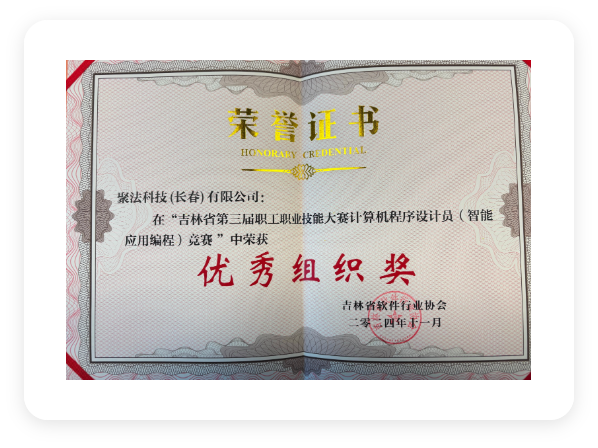 荣誉证书
HONORARY CREDENTIAL
聚法科技(长春)有限公司：
在“吉林省第三届职工职业技能大赛计算机程序设计员（智能
应用编程）竞赛”中荣获
优秀组织奖
吉林省软件行业协会
二零二四年十一月